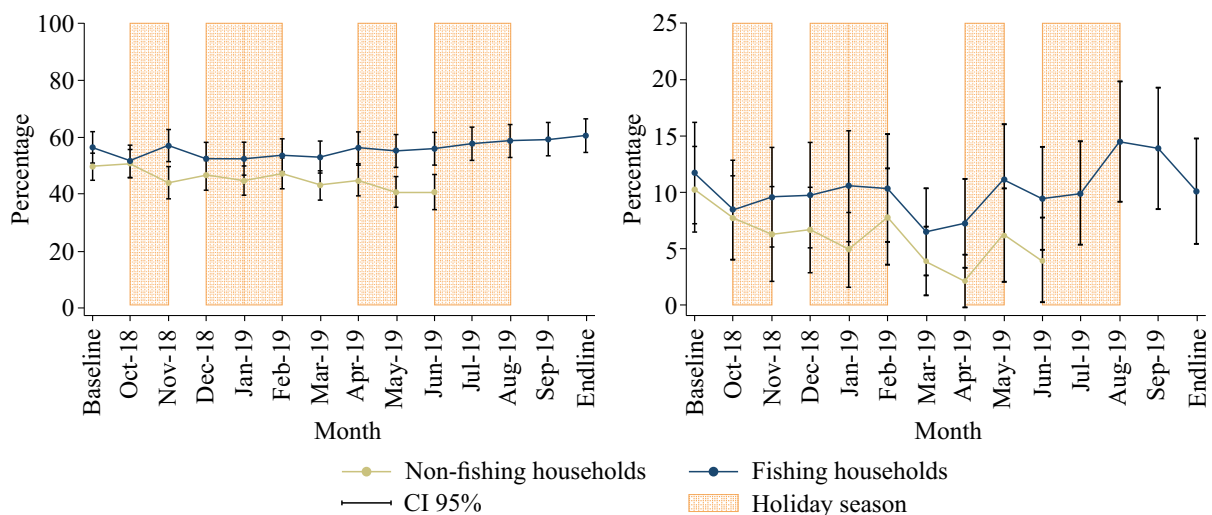 100
80
60
40
20
0
Percentage
Baseline
Oct-18
Nov-18
Dec-18
Jan-19
Feb-19
Mar-19
Apr-19
May-19
Jun-19
Jul-19
Aug-19
Sep-19
Endline
Month
25
20
15
10
5
0
Percentage
Baseline
Oct-18
Nov-18
Dec-18
Jan-19
Feb-19
Mar-19
Apr-19
May-19
Jun-19
Jul-19
Aug-19
Sep-19
Endline
Month
Non-fishing households
Fishing households
CI 95%
Holiday season